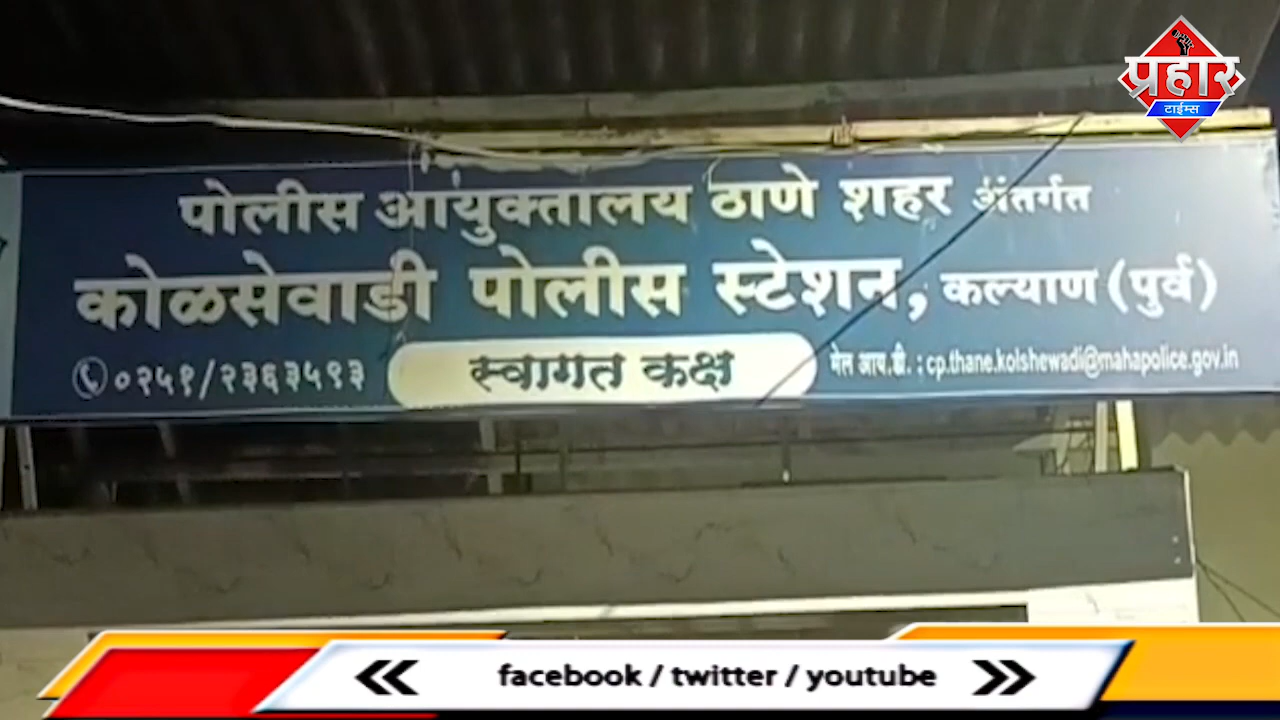 प्रहार
टाईम्स
पोलीस आयुक्तालय ठाणे शहर अंतर्गत
कोळसेवाडी पोलीस स्टेशन, कल्याण (पुर्व)
०२५१/२३६३५९३
स्वागत कक्ष
मेल आय.डी. : cp.thane.kolshewadi@mahapolice.gov.in
facebook / twitter / youtube